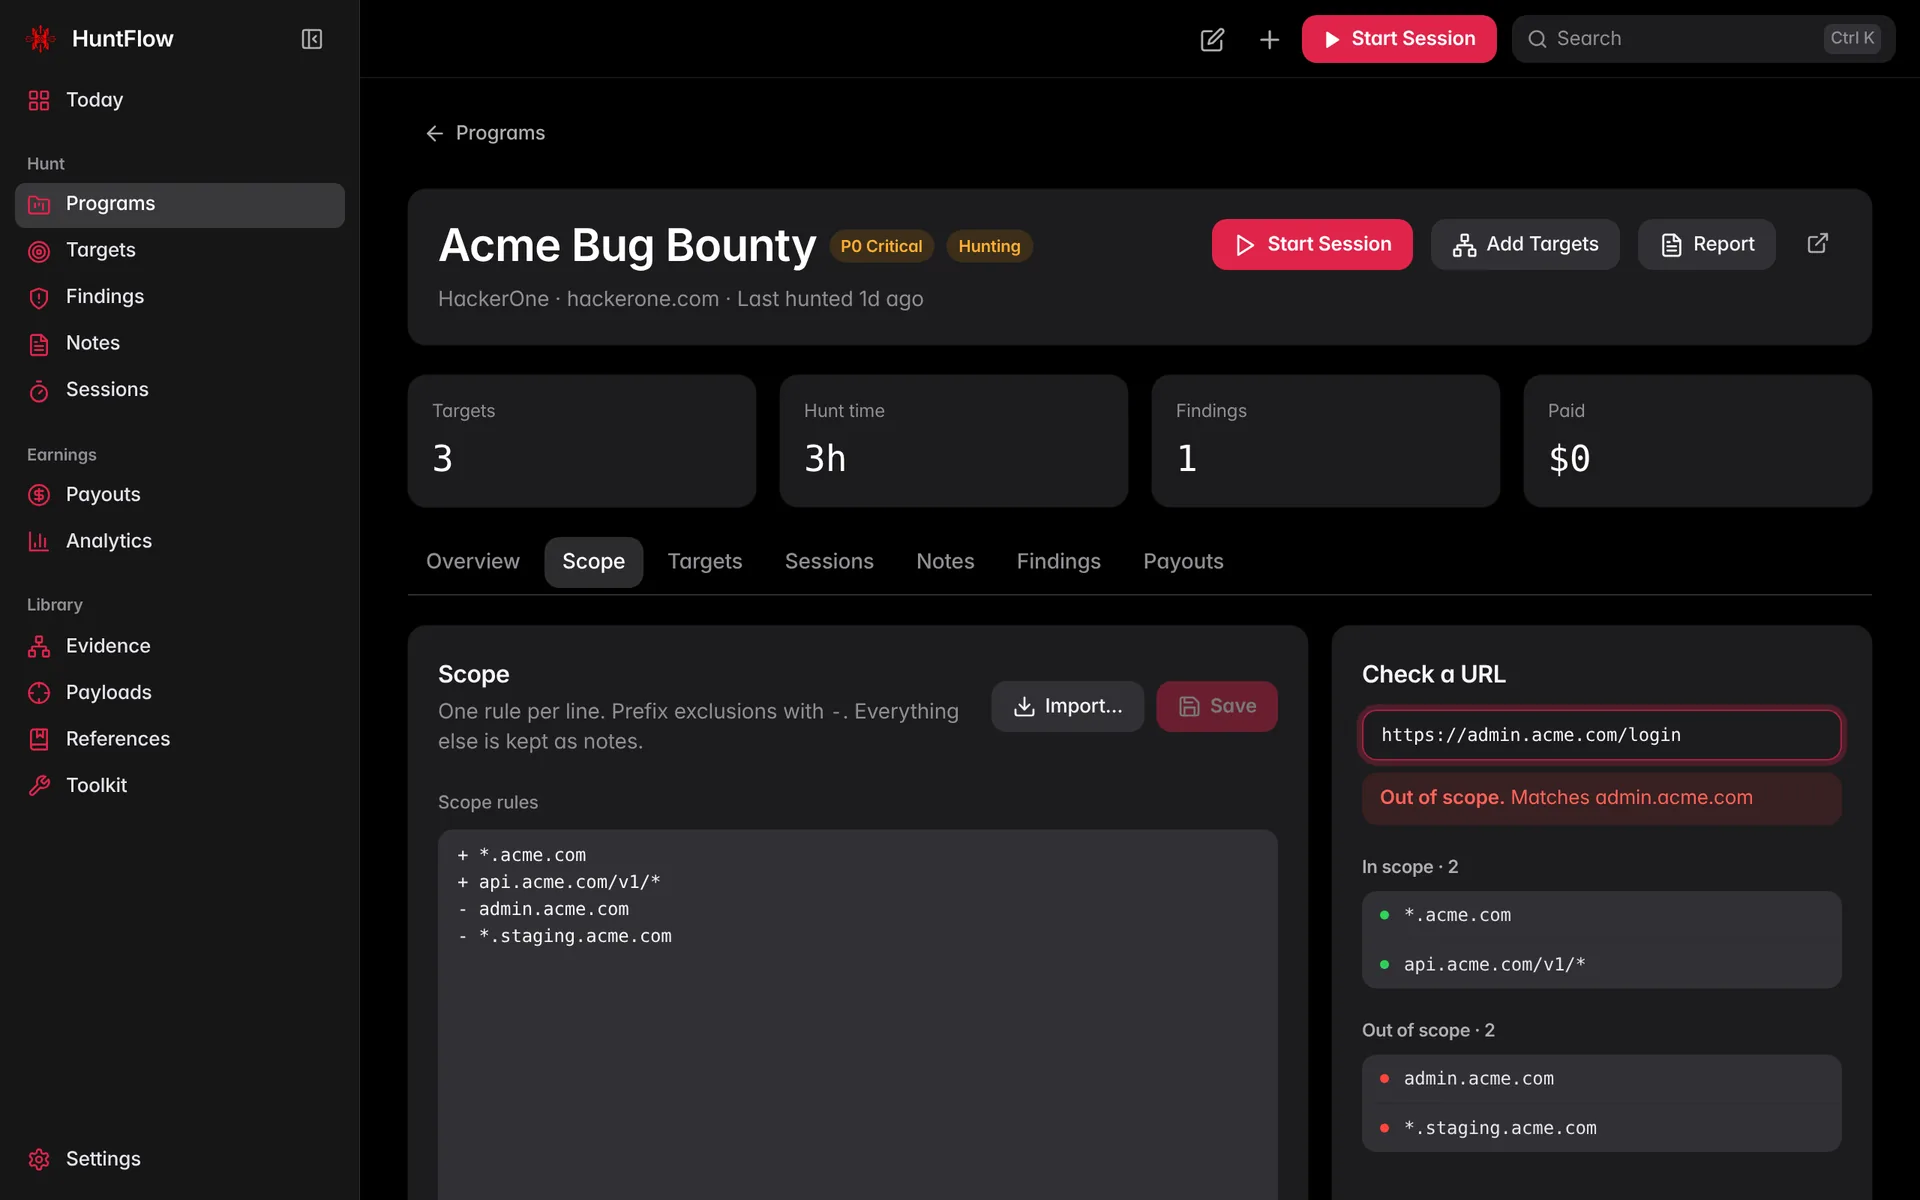 HuntFlow
Today
Hunt
Programs
Targets
Findings
Notes
Sessions
Earnings
Payouts
Analytics
Library
Evidence
Payloads
References
Toolkit
Settings
Start Session
Search
Ctrl K
Programs
Acme Bug Bounty
P0 Critical
Hunting
HackerOne · hackerone.com · Last hunted 1d ago
Start Session
Add Targets
Report
Targets
3
Hunt time
3h
Findings
1
Paid
$0
Overview
Scope
Targets
Sessions
Notes
Findings
Payouts
Scope
One rule per line. Prefix exclusions with -. Everything
else is kept as notes.
Import...
Save
Scope rules
+ *.acme.com
+ api.acme.com/v1/*
- admin.acme.com
- *.staging.acme.com
Check a URL
https://admin.acme.com/login
Out of scope. Matches admin.acme.com
In scope · 2
*.acme.com
api.acme.com/v1/*
Out of scope · 2
admin.acme.com
*.staging.acme.com